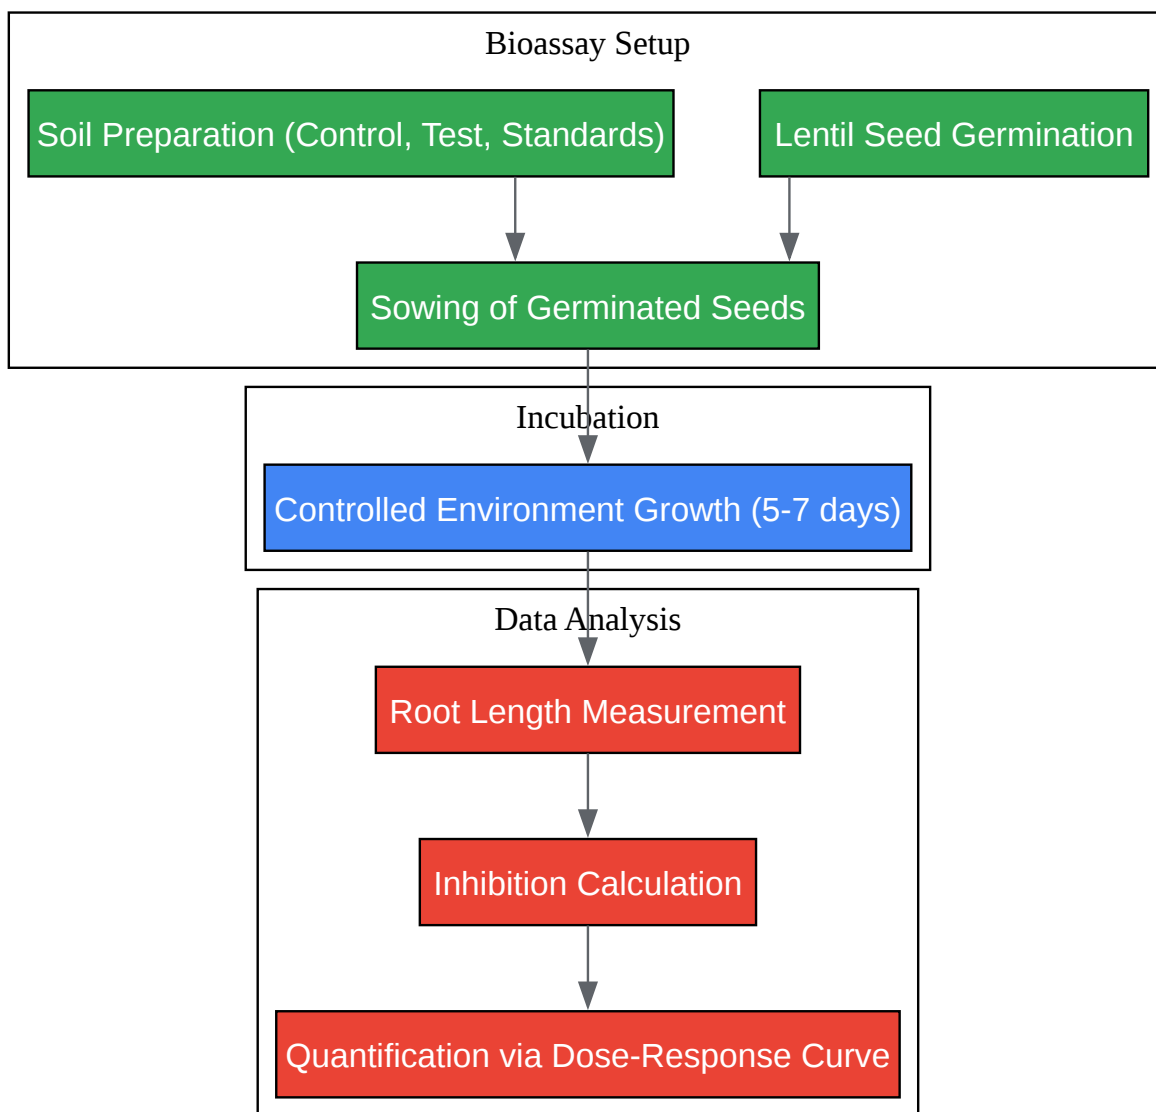 Bioassay Setup
Soil Preparation (Control, Test, Standards)
Lentil Seed Germination
Sowing of Germinated Seeds
Incubation
Controlled Environment Growth (5-7 days)
Data Analysis
Root Length Measurement
Inhibition Calculation
Quantification via Dose-Response Curve